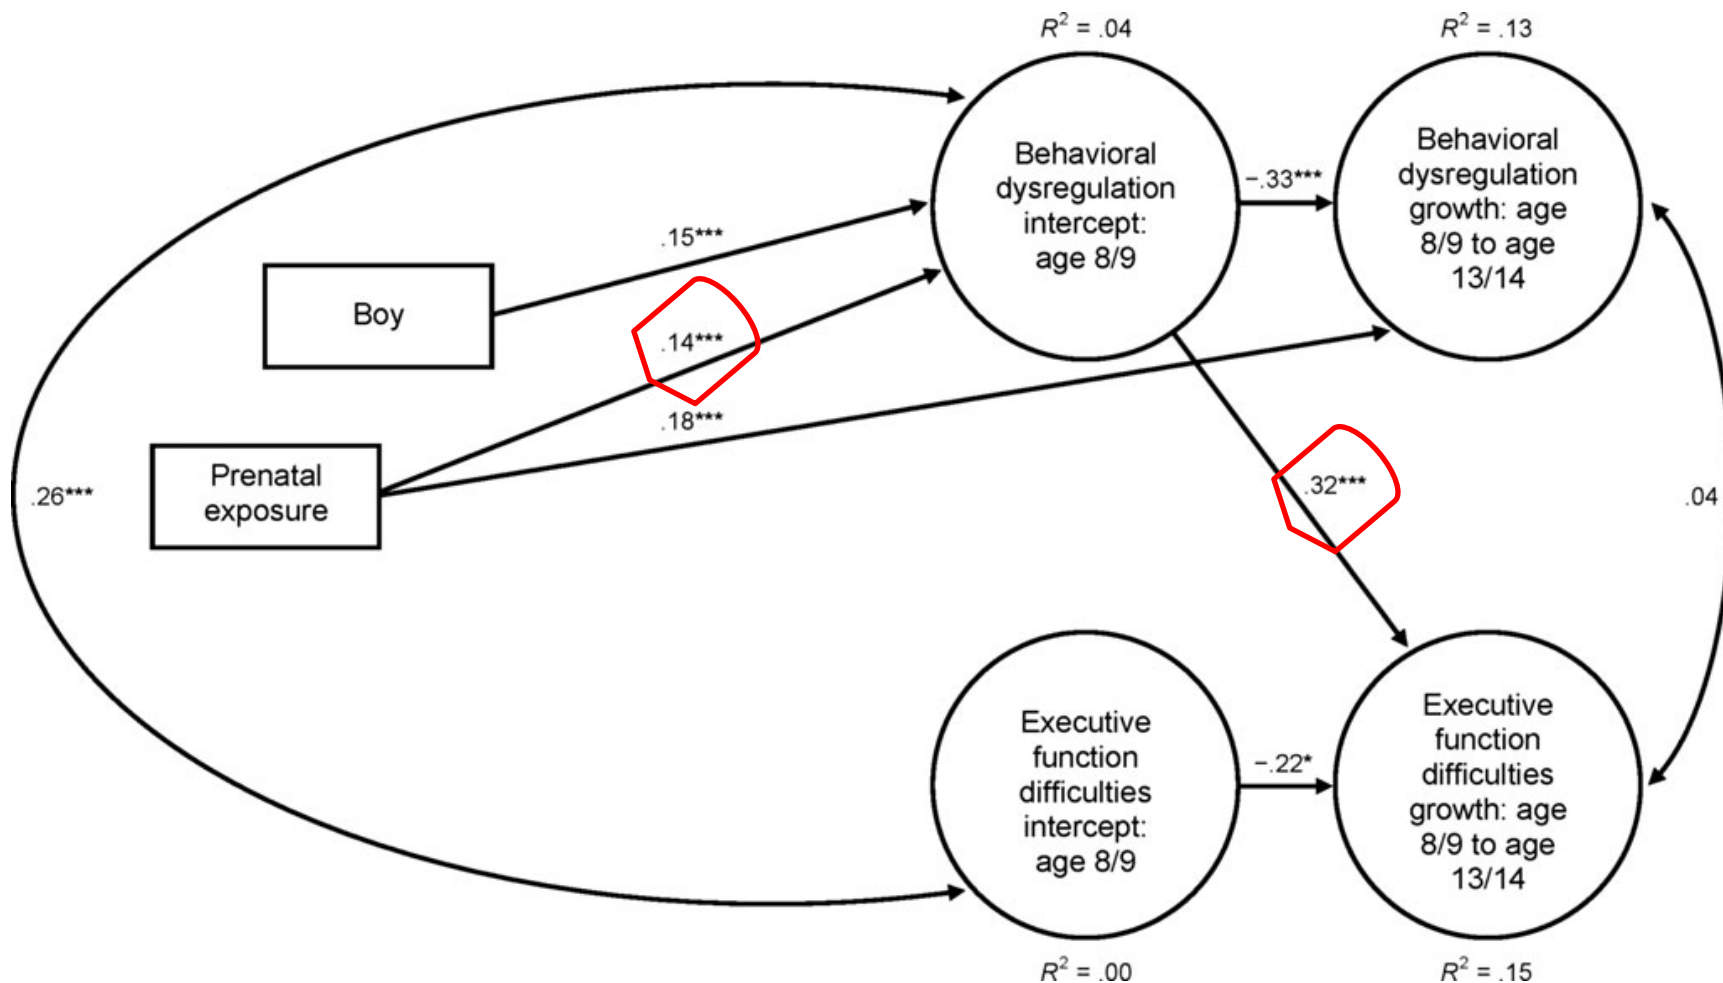 R² = .04
R² = .13
Behavioral
dysregulation
intercept:
age 8/9
−.33***
Behavioral
dysregulation
growth: age
8/9 to age
13/14
.15***
Boy
.14***
.18***
Prenatal
exposure
.26***
.32***
.04
Executive
function
difficulties
intercept:
age 8/9
−.22*
Executive
function
difficulties
growth: age
8/9 to age
13/14
R² = .00
R² = .15